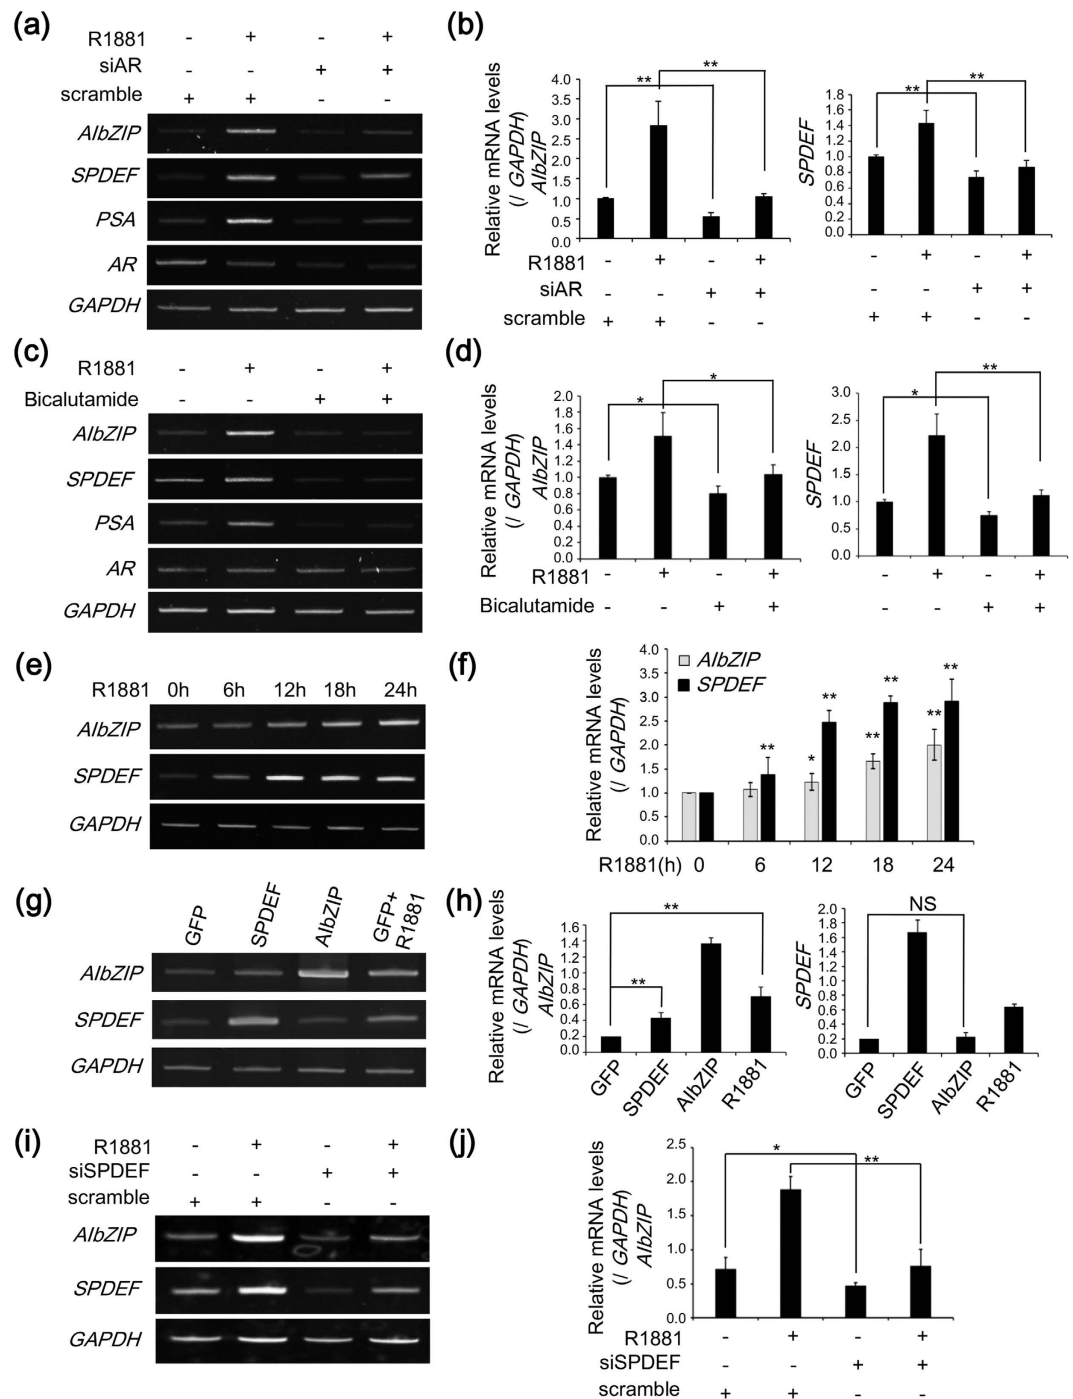 (a)
R1881 - + - +
siAR - - + +
scramble + + - -
AlbZIP
SPDEF
PSA
AR
GAPDH
(b)
Relative mRNA levels
(/ GAPDH)
AlbZIP
4.0
3.5
3.0
2.5
2.0
1.5
1.0
0.5
0.0
** **
SPDEF
1.8
1.6
1.4
1.2
1.0
0.8
0.6
0.4
0.2
0.0
** **
R1881 - + - + - + - +
siAR - - + + - - + +
scramble + + - - + + - -
(c)
R1881 - + - +
Bicalutamide - - + +
AlbZIP
SPDEF
PSA
AR
GAPDH
(d)
Relative mRNA levels
(/ GAPDH)
AlbZIP
2.0
1.8
1.6
1.4
1.2
1.0
0.8
0.6
0.4
0.2
0.0
* *
SPDEF
3.0
2.5
2.0
1.5
1.0
0.5
0.0
* **
R1881 - + - + - + - +
Bicalutamide - - + + - - + +
(e)
R1881 0h 6h 12h 18h 24h
AlbZIP
SPDEF
GAPDH
(f)
Relative mRNA levels
(/ GAPDH)
4.0
3.5
3.0
2.5
2.0
1.5
1.0
0.5
0.0
AlbZIP
SPDEF
** * ** ** ** ** **
R1881(h) 0 6 12 18 24
(g)
GFP SPDEF AlbZIP GFP+
R1881
AlbZIP
SPDEF
GAPDH
(h)
Relative mRNA levels
(/ GAPDH)
AlbZIP
1.6
1.4
1.2
1.0
0.8
0.6
0.4
0.2
0.0
** **
GFP SPDEF AlbZIP R1881
SPDEF
2.0
1.8
1.6
1.4
1.2
1.0
0.8
0.6
0.4
0.2
0.0
NS
GFP SPDEF AlbZIP R1881
(i)
R1881 - + - +
siSPDEF - - + +
scramble + + - -
AlbZIP
SPDEF
GAPDH
(j)
Relative mRNA levels
(/ GAPDH)
AlbZIP
2.5
2.0
1.5
1.0
0.5
0.0
* **
R1881 - + - +
siSPDEF - - + +
scramble + + - -